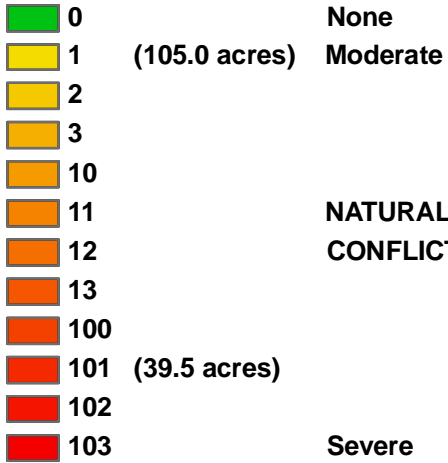 0 None
1 (105.0 acres) Moderate
2
3
10
11 NATURAL
12 CONFLICT
13
100
101 (39.5 acres)
102
103 Severe